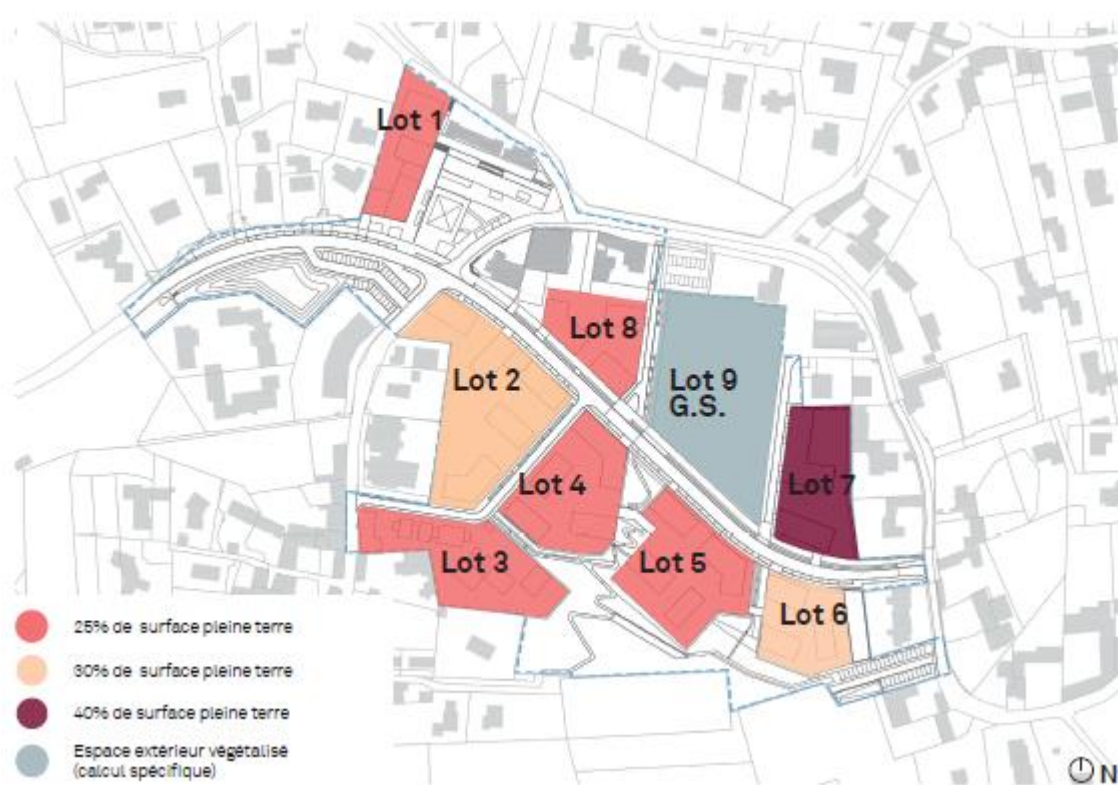 Lot 1
Lot 8
Lot 2
Lot 9
G.S.
Lot 4
Lot 7
Lot 3
Lot 5
Lot 6
25% de surface pleine terre
30% de surface pleine terre
40% de surface pleine terre
Espace extérieur végétalisé
(calcul spécifique)
N